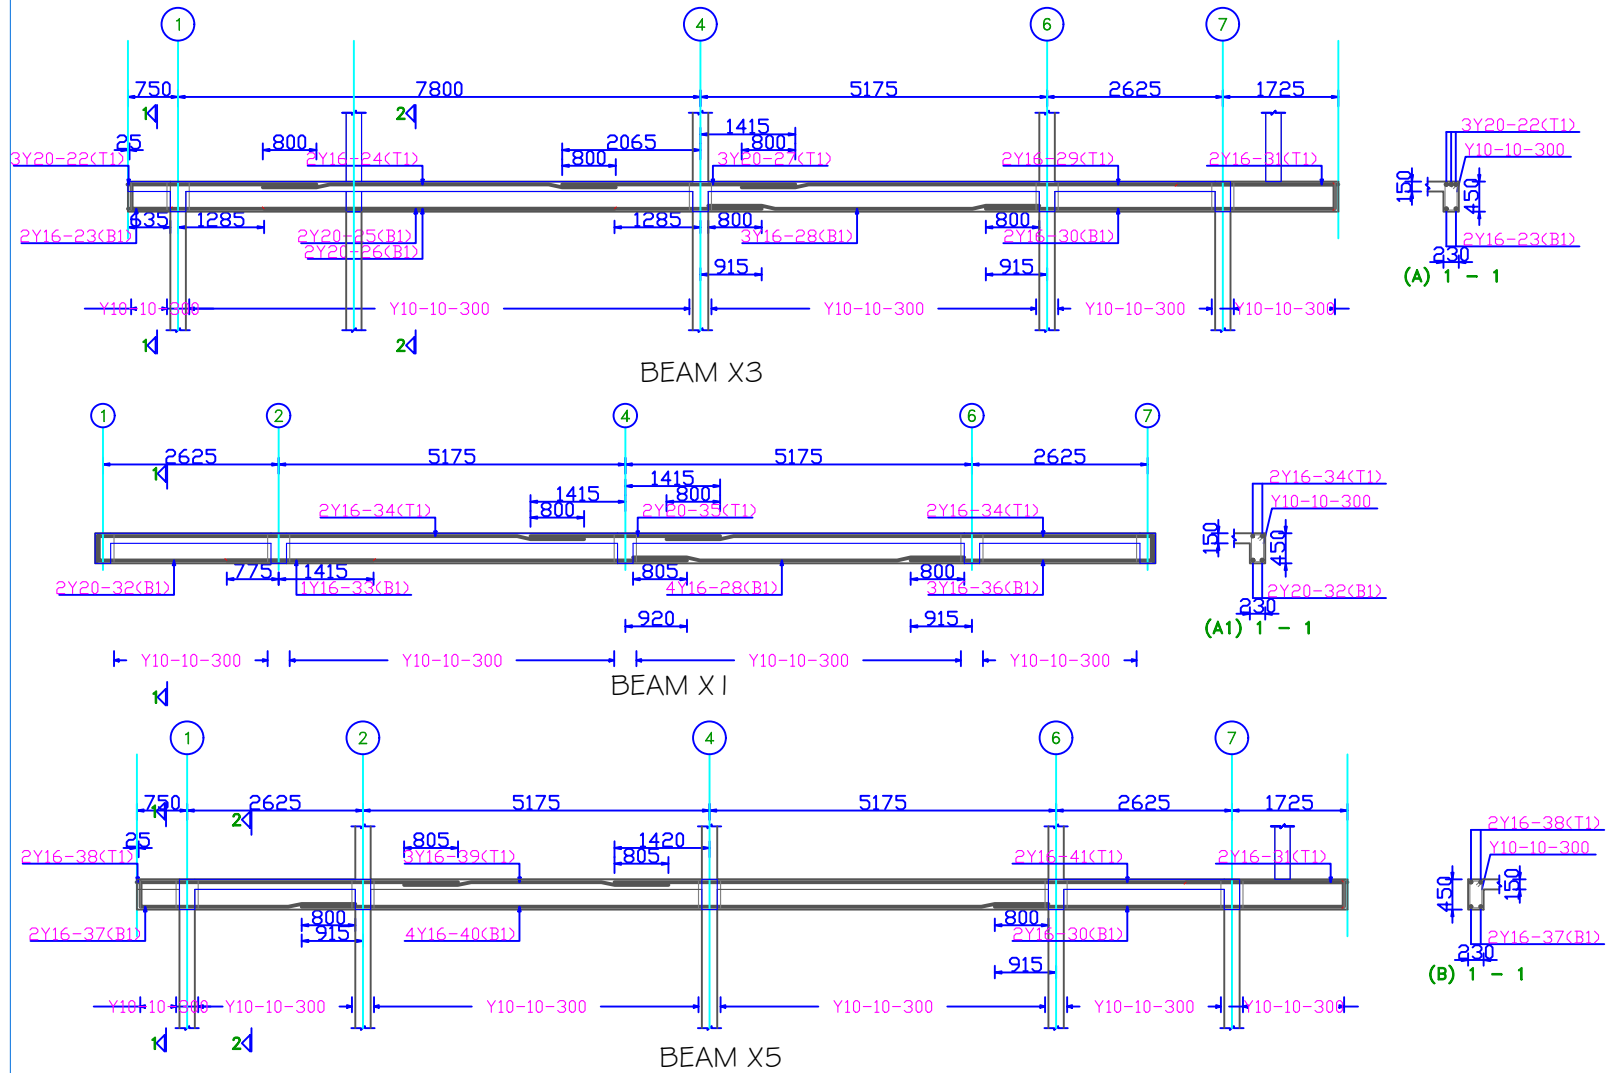 1 4 6 7
750 7800 5175 2625 1725
1 2
1415
25 800 2065 800
3Y20-22(T1) 2Y16-24(T1) 800 3Y20-27(T1) 2Y16-29(T1) 2Y16-31(T1)
635 1285 1285 800 800
2Y16-23(B1) 2Y20-25(B1) 3Y16-28(B1) 2Y16-30(B1)
2Y20-26(B1)
915 915
Y10-10-300 Y10-10-300 Y10-10-300 Y10-10-300 Y10-10-300
1 2
BEAM X3
3Y20-22(T1)
Y10-10-300
150 450
2Y16-23(B1)
230
(A) 1 - 1
1 2 4 6 7
2625 5175 5175 2625
1
1415
1415 800
2Y16-34(T1) 800 2Y20-35(T1) 2Y16-34(T1)
775 1415 805 800
2Y20-32(B1) 1Y16-33(B1) 4Y16-28(B1) 3Y16-36(B1)
920 915
Y10-10-300 Y10-10-300 Y10-10-300 Y10-10-300
1
BEAM X1
2Y16-34(T1)
Y10-10-300
150 450
2Y20-32(B1)
230
(A1) 1 - 1
1 2 4 6 7
750 2625 5175 5175 2625 1725
1 2
25 805 1420
2Y16-38(T1) 3Y16-39(T1) 805 2Y16-41(T1) 2Y16-31(T1)
800 800
2Y16-37(B1) 915 4Y16-40(B1) 2Y16-30(B1)
915
Y10-10-300 Y10-10-300 Y10-10-300 Y10-10-300 Y10-10-300 Y10-10-300
1 2
BEAM X5
2Y16-38(T1)
Y10-10-300
450 150
2Y16-37(B1)
230
(B) 1 - 1